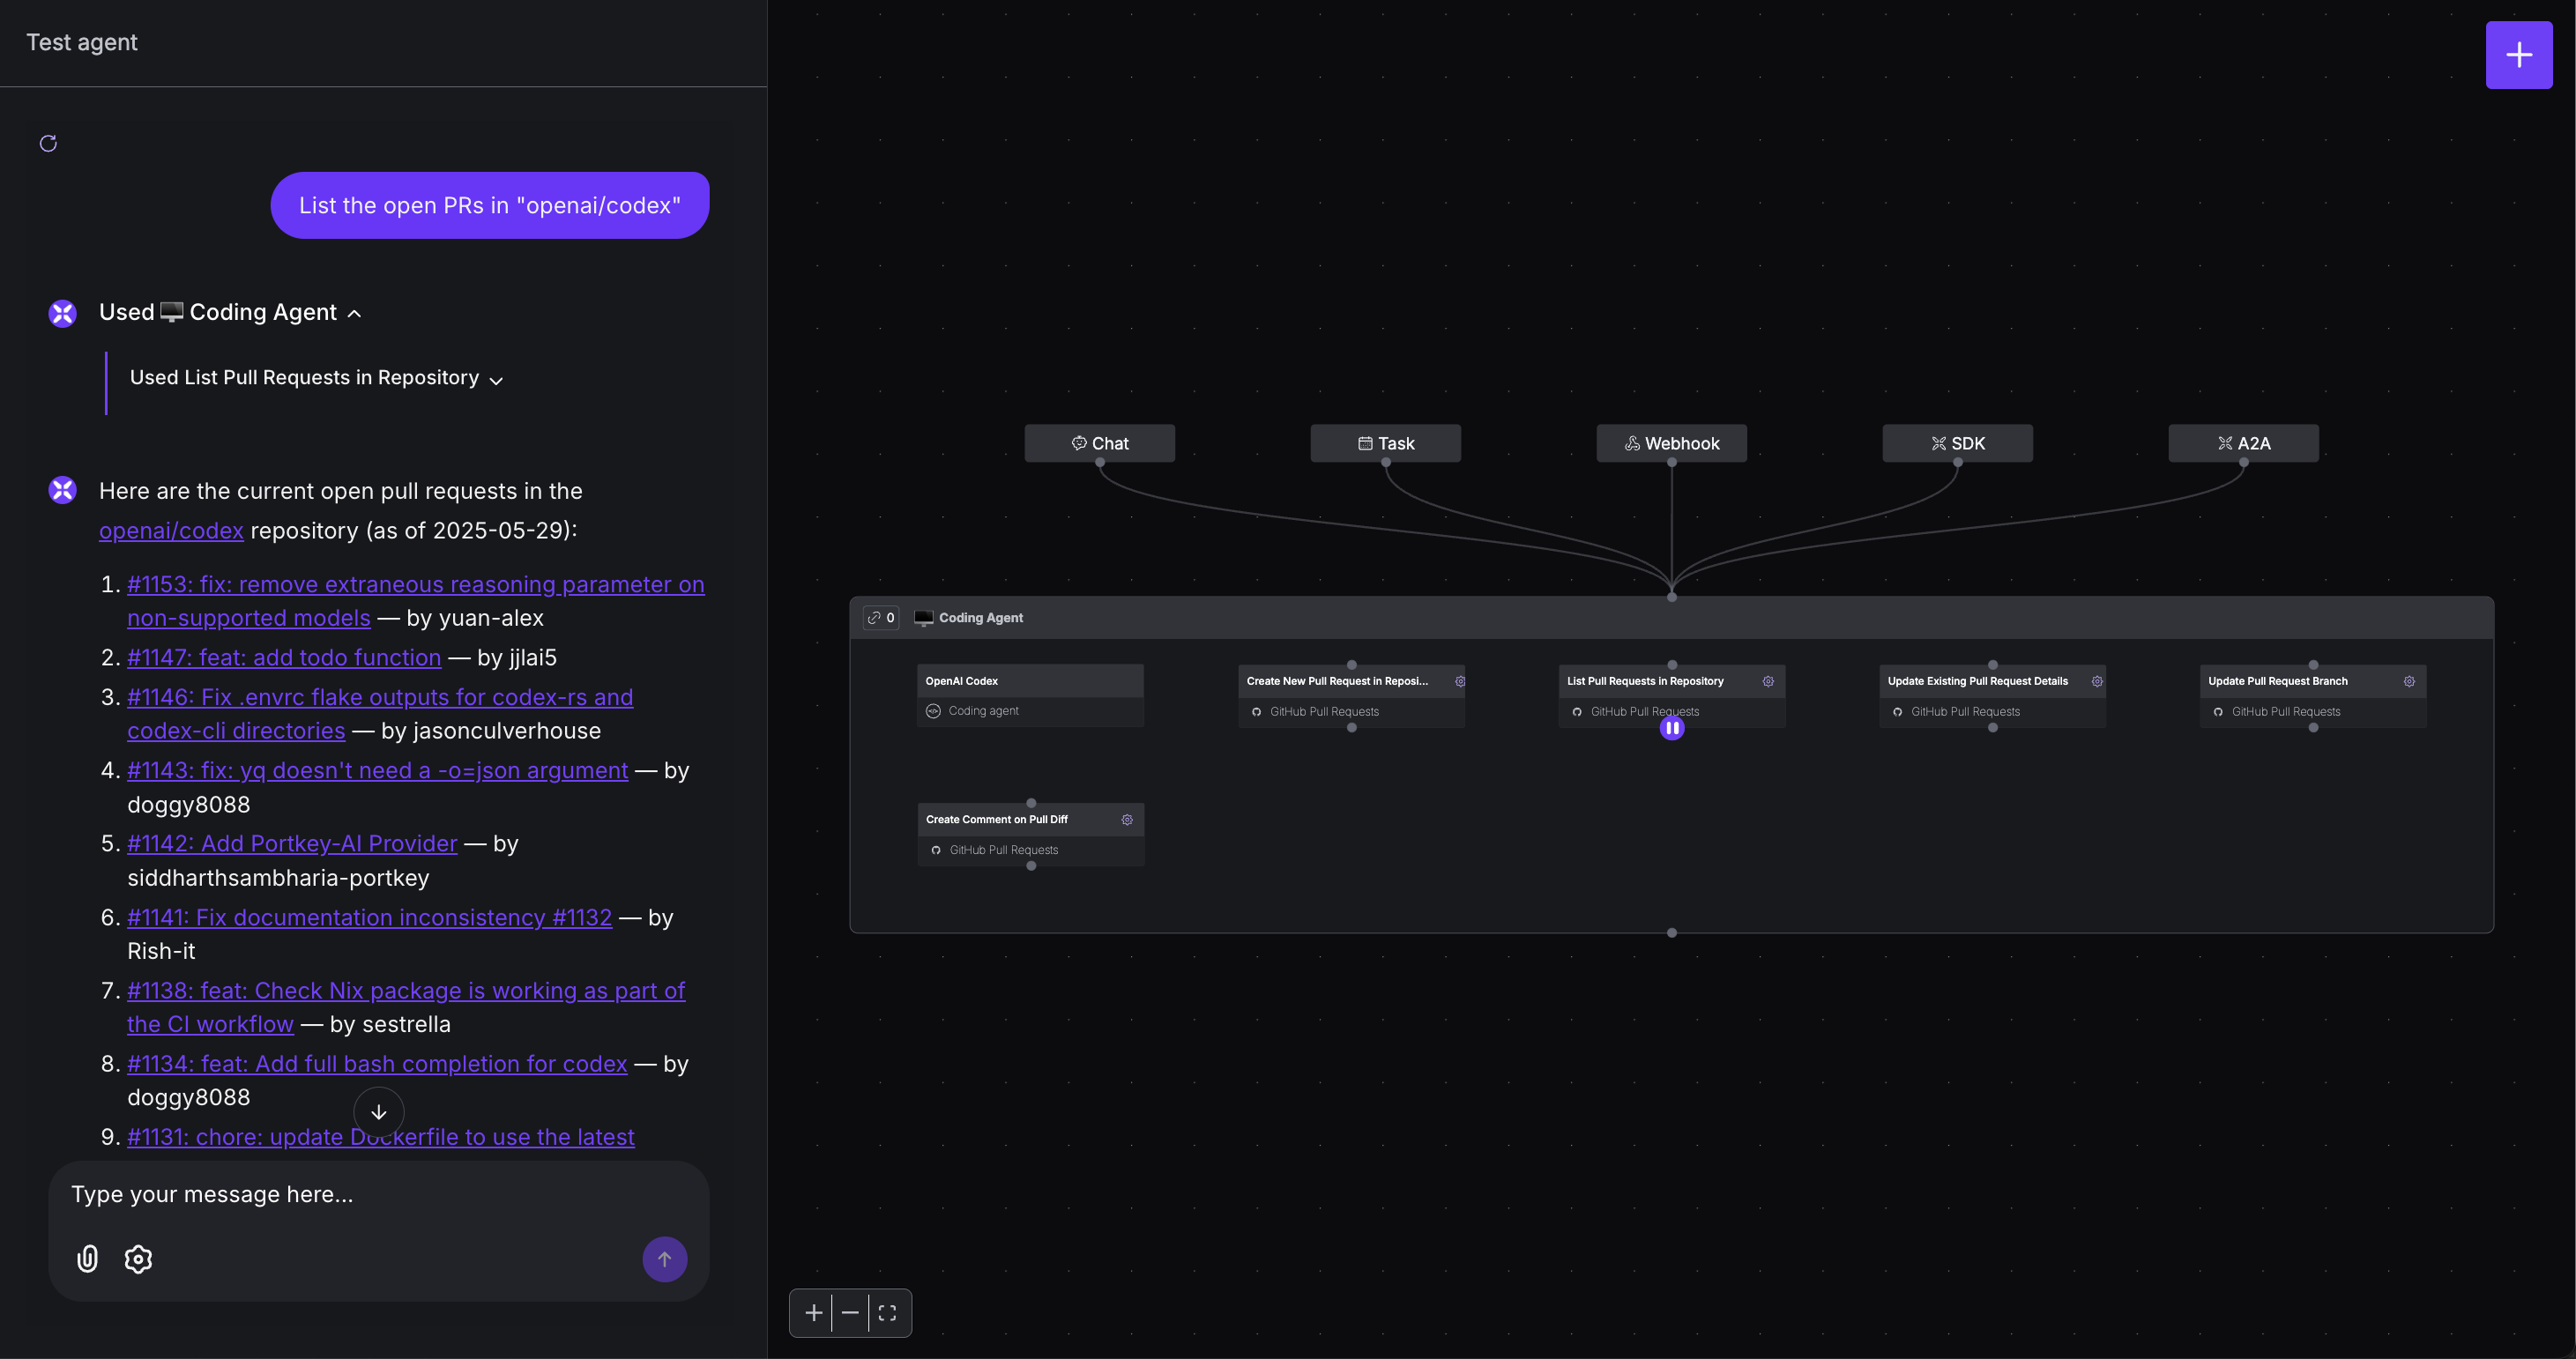 Test agent
List the open PRs in "openai/codex"
Used 🖥️ Coding Agent
Used List Pull Requests in Repository
Here are the current open pull requests in the
openai/codex repository (as of 2025-05-29):
1. #1153: fix: remove extraneous reasoning parameter on
non-supported models — by yuan-alex
2. #1147: feat: add todo function — by jjlai5
3. #1146: Fix .envrc flake outputs for codex-rs and
codex-cli directories — by jasonculverhouse
4. #1143: fix: yq doesn't need a -o=json argument — by
doggy8088
5. #1142: Add Portkey-AI Provider — by
siddharthsambharia-portkey
6. #1141: Fix documentation inconsistency #1132 — by
Rish-it
7. #1138: feat: Check Nix package is working as part of
the CI workflow — by sestrella
8. #1134: feat: Add full bash completion for codex — by
doggy8088
9. #1131: chore: update Dockerfile to use the latest
Type your message here...
Chat
Task
Webhook
SDK
A2A
0
Coding Agent
OpenAI Codex
Coding agent
Create New Pull Request in Reposi...
GitHub Pull Requests
List Pull Requests in Repository
GitHub Pull Requests
Update Existing Pull Request Details
GitHub Pull Requests
Update Pull Request Branch
GitHub Pull Requests
Create Comment on Pull Diff
GitHub Pull Requests